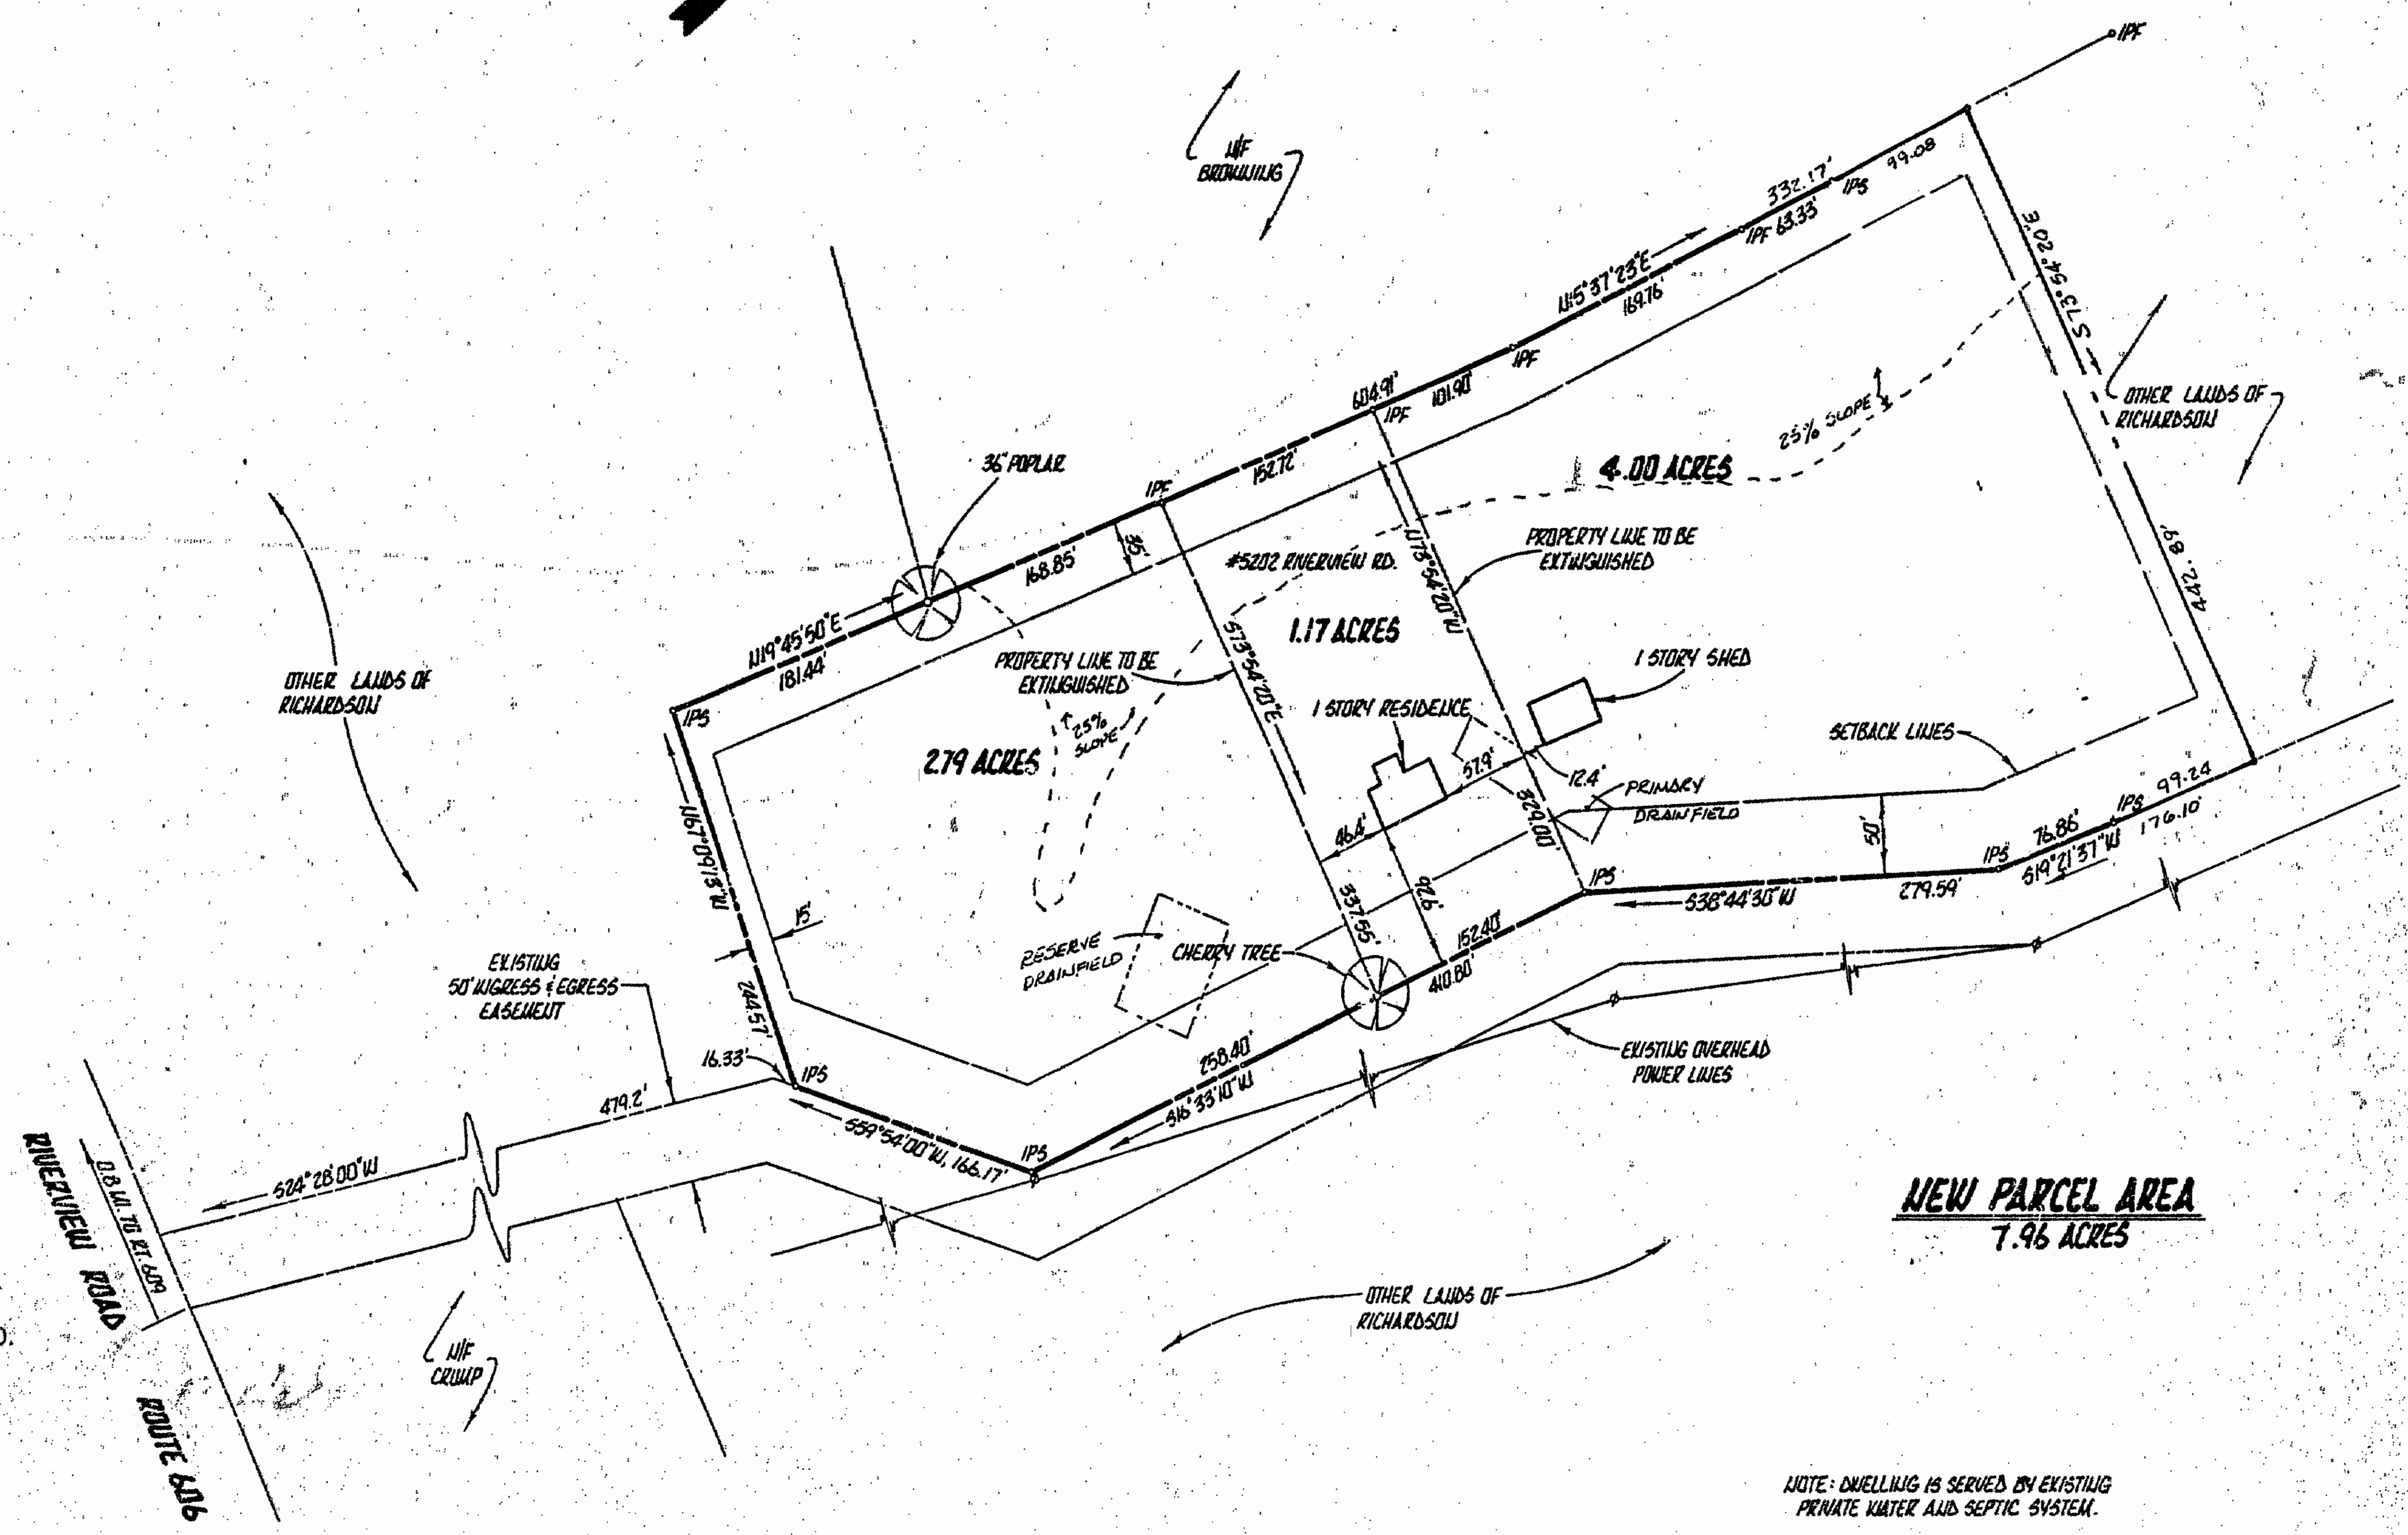 IPF
N/F
BROWNING
332.17'
99.08
IPS
IPF 63.33'
N15°37'23"E
169.76'
S73°54'20"E
442.89'
OTHER LANDS OF
RICHARDSON
604.91'
IPF
101.90'
IPF
152.72'
IPF
25% SLOPE
4.00 ACRES
36" POPLAR
168.85'
35'
#5202 RIVERVIEW RD.
N73°54'20"W
PROPERTY LINE TO BE
EXTINGUISHED
1.17 ACRES
N19°45'50"E
181.44'
PROPERTY LINE TO BE
EXTINGUISHED
S73°54'20"E
1 STORY SHED
OTHER LANDS OF
RICHARDSON
IPS
1 STORY RESIDENCE
25%
SLOPE
2.79 ACRES
SETBACK LINES
57.9'
12.4'
PRIMARY
DRAINFIELD
329.00'
46.4'
50'
99.24
IPS
176.10'
76.86'
S19°21'37"W
IPS
N67°09'13"W
244.57'
15'
337.55'
92.6'
IPS
S38°44'30"W
279.59'
RESERVE
DRAINFIELD
CHERRY TREE
152.40'
410.80'
EXISTING
50' INGRESS & EGRESS
EASEMENT
16.33'
IPS
479.2'
258.40'
S16°33'10"W
EXISTING OVERHEAD
POWER LINES
S59°54'00"W, 166.17'
IPS
S24°28'00"W
RIVERVIEW ROAD
0.8 MI. TO RT. 609
ROUTE 606
NEW PARCEL AREA
7.96 ACRES
OTHER LANDS OF
RICHARDSON
N/F
CRUMP
NOTE: DWELLING IS SERVED BY EXISTING
PRIVATE WATER AND SEPTIC SYSTEM.